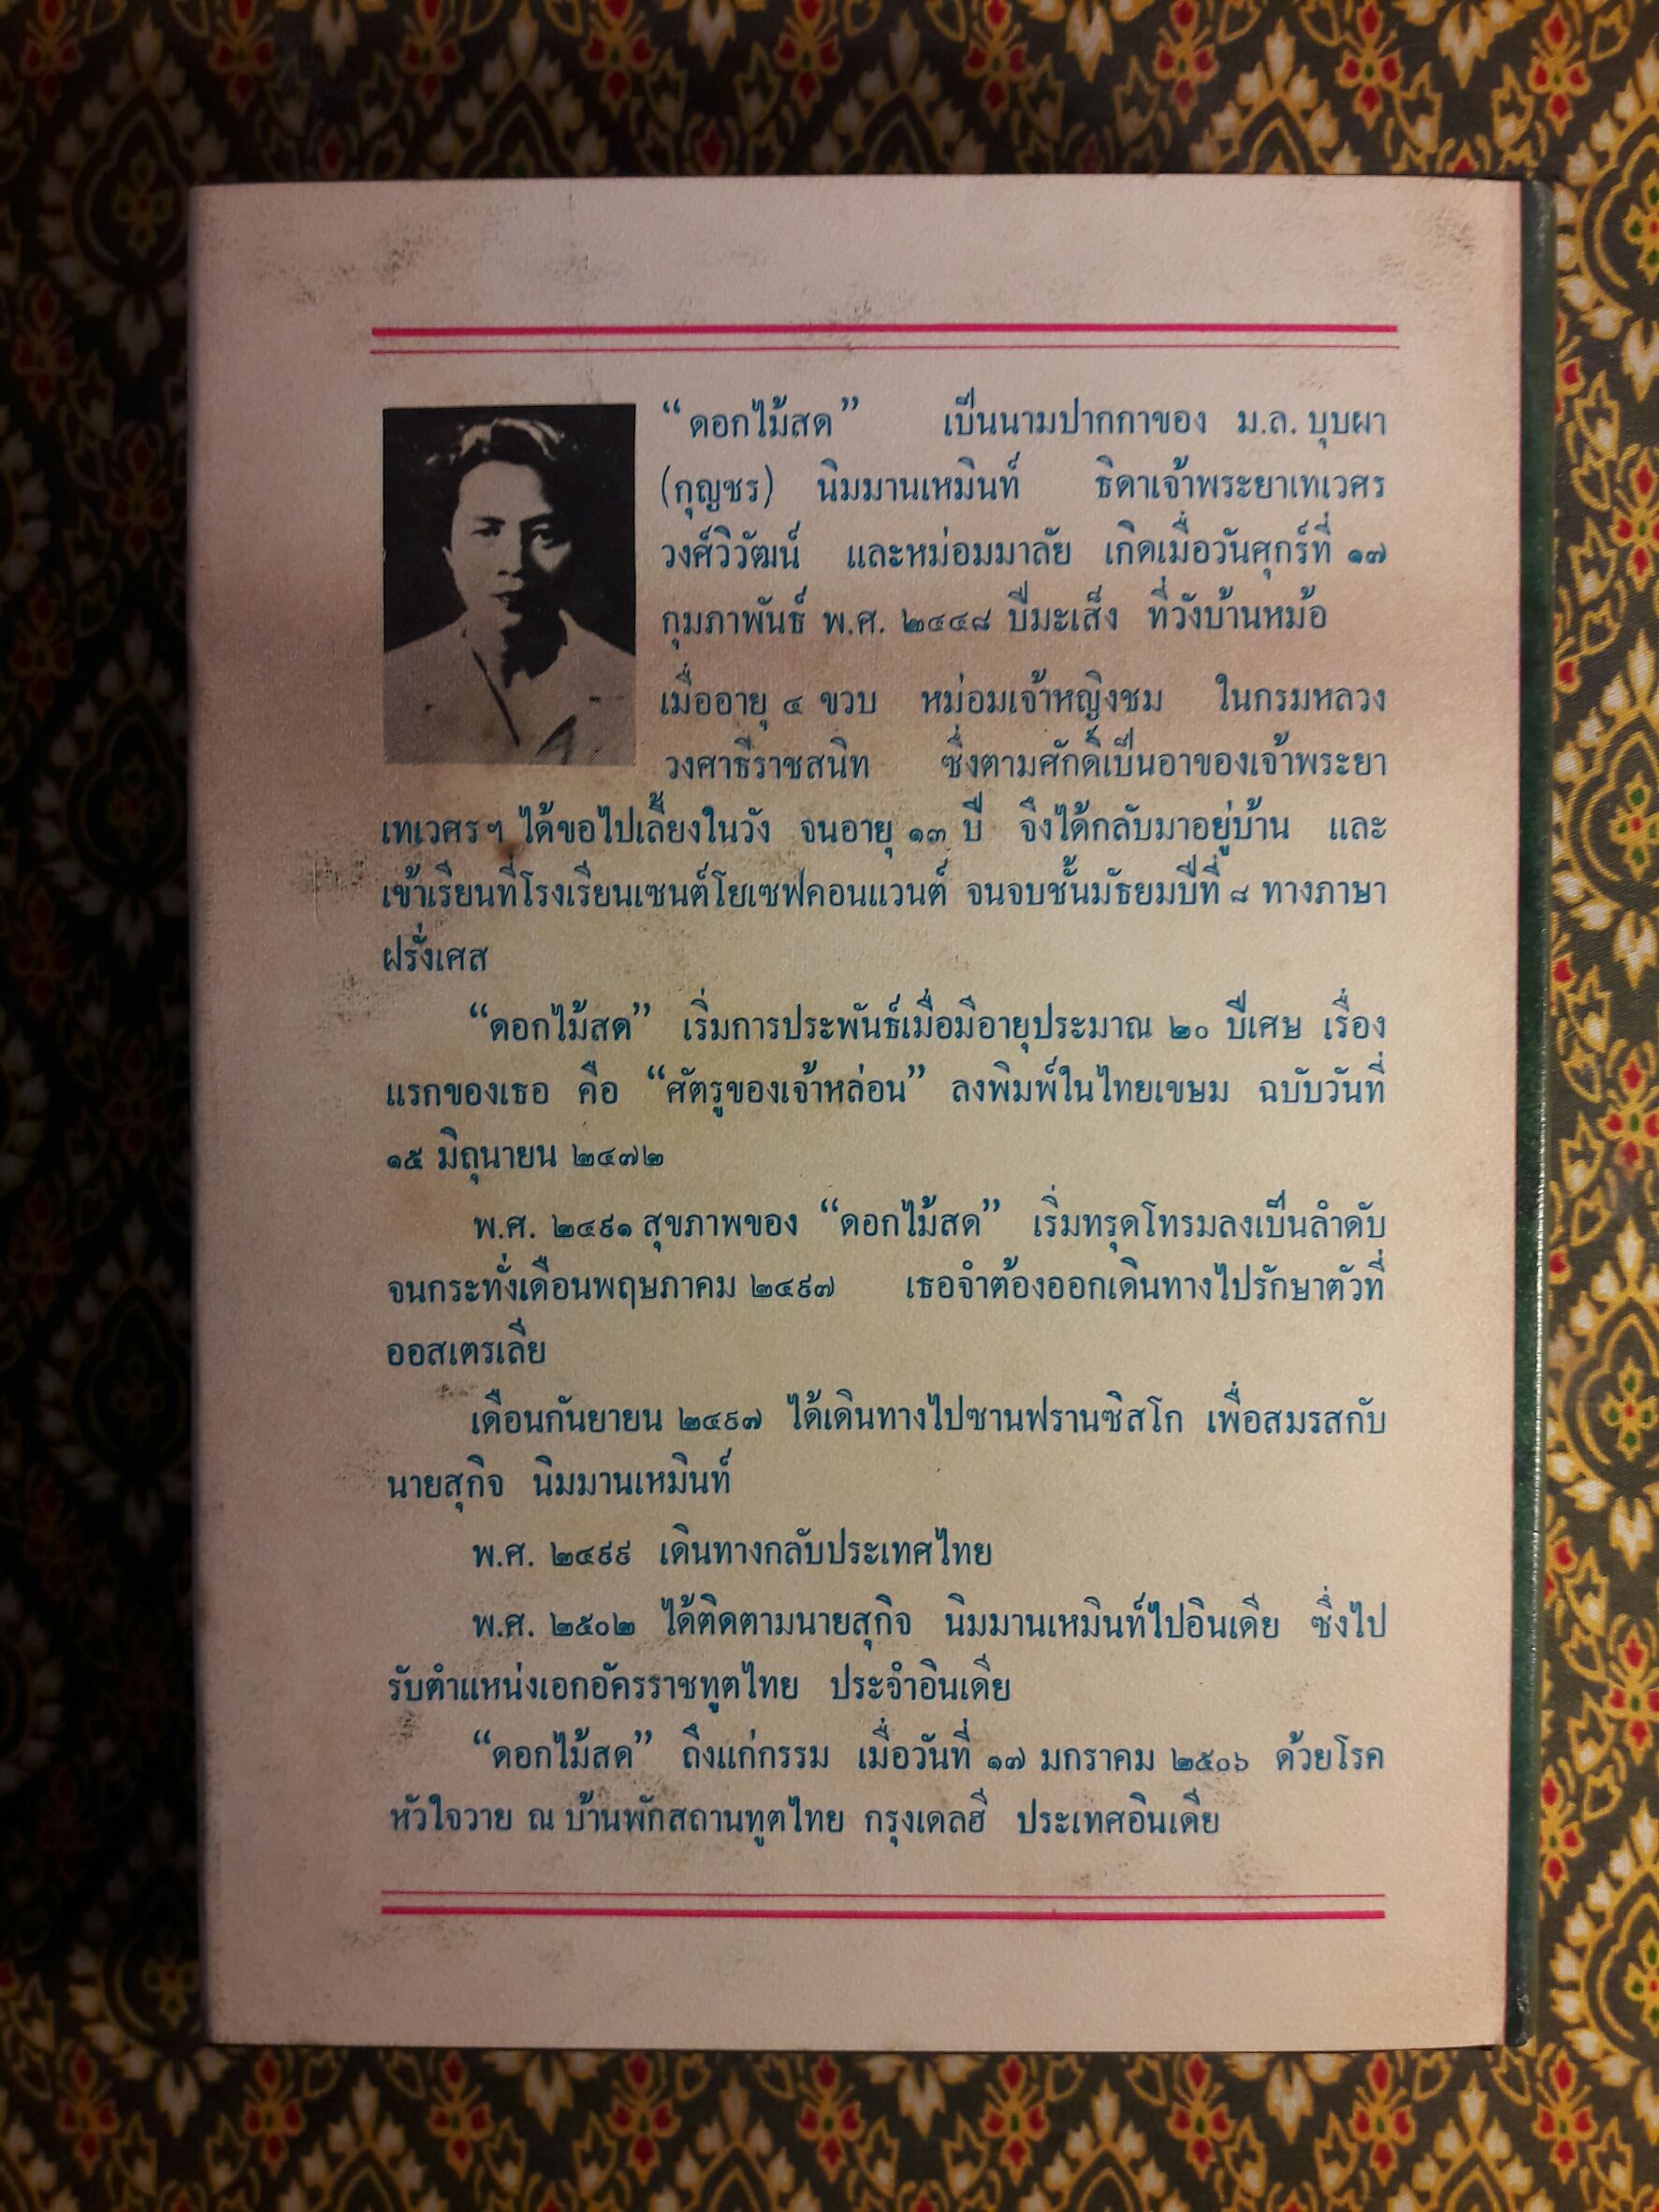 “ดอกไม้สด” เป็นนามปากกาของ ม.ล. บุบผา
(กุญชร) นิมมานเหมินท์ ธิดาเจ้าพระยาเทเวศร
วงศ์วิวัฒน์ และหม่อมมาลัย เกิดเมื่อวันศุกร์ที่ ๑๗
กุมภาพันธ์ พ.ศ. ๒๔๔๘ ปีมะเส็ง ที่วังบ้านหม้อ
เมื่ออายุ ๔ ขวบ หม่อมเจ้าหญิงชม ในกรมหลวง
วงศาธิราชสนิท ซึ่งตามศักดิ์เป็นอาของเจ้าพระยา
เทเวศรฯ ได้ขอไปเลี้ยงในวัง จนอายุ ๑๓ ปี จึงได้กลับมาอยู่บ้าน และ
เข้าเรียนที่โรงเรียนเซนต์โยเซฟคอนแวนต์ จนจบชั้นมัธยมปีที่ ๘ ทางภาษา
ฝรั่งเศส
“ดอกไม้สด” เริ่มการประพันธ์เมื่อมีอายุประมาณ ๒๐ ปีเศษ เรื่อง
แรกของเธอ คือ “ศัตรูของเจ้าหล่อน” ลงพิมพ์ในไทยเขษม ฉบับวันที่
๑๕ มิถุนายน ๒๔๗๒
พ.ศ. ๒๔๙๑ สุขภาพของ “ดอกไม้สด” เริ่มทรุดโทรมลงเป็นลำดับ
จนกระทั่งเดือนพฤษภาคม ๒๔๙๗ เธอจำต้องออกเดินทางไปรักษาตัวที่
ออสเตรเลีย
เดือนกันยายน ๒๔๙๗ ได้เดินทางไปซานฟรานซิสโก เพื่อสมรสกับ
นายสุกิจ นิมมานเหมินท์
พ.ศ. ๒๔๙๙ เดินทางกลับประเทศไทย
พ.ศ. ๒๕๐๒ ได้ติดตามนายสุกิจ นิมมานเหมินท์ไปอินเดีย ซึ่งไป
รับตำแหน่งเอกอัครราชทูตไทย ประจำอินเดีย
“ดอกไม้สด” ถึงแก่กรรม เมื่อวันที่ ๑๗ มกราคม ๒๕๐๖ ด้วยโรค
หัวใจวาย ณ บ้านพักสถานทูตไทย กรุงเดลฮี ประเทศอินเดีย